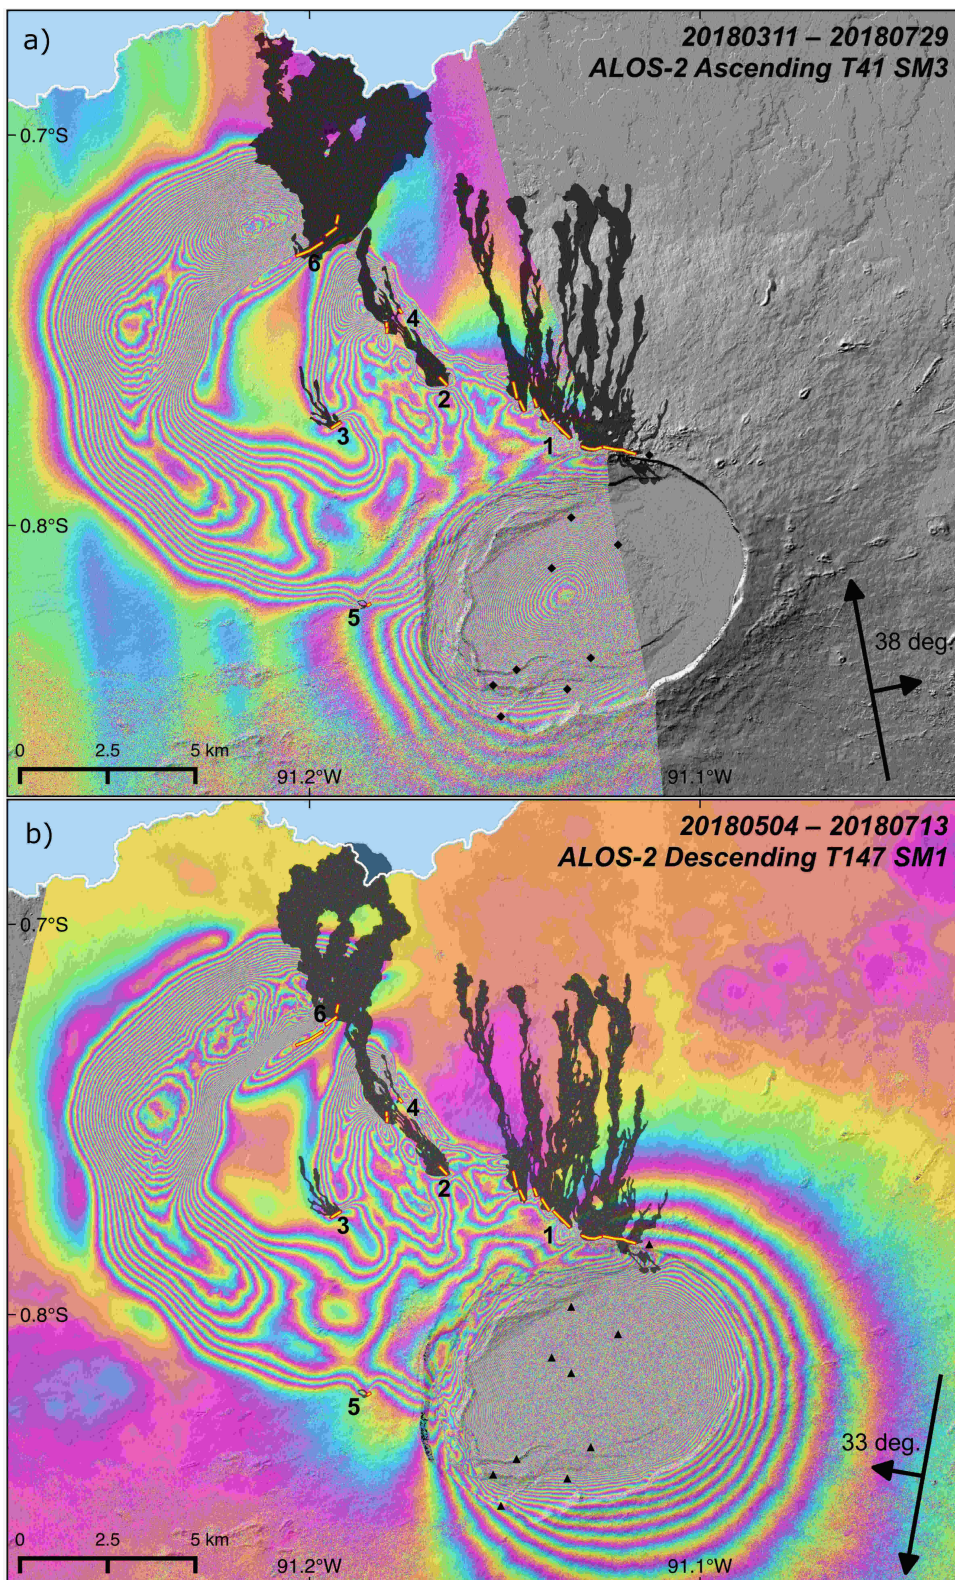 a)
20180311 – 20180729
ALOS-2 Ascending T41 SM3
0.7°S
6
4
2
3
1
0.8°S
5
38 deg.
0 2.5 5 km
91.2°W 91.1°W
b)
20180504 – 20180713
ALOS-2 Descending T147 SM1
0.7°S
6
4
2
3
1
0.8°S
5
33 deg.
0 2.5 5 km
91.2°W 91.1°W